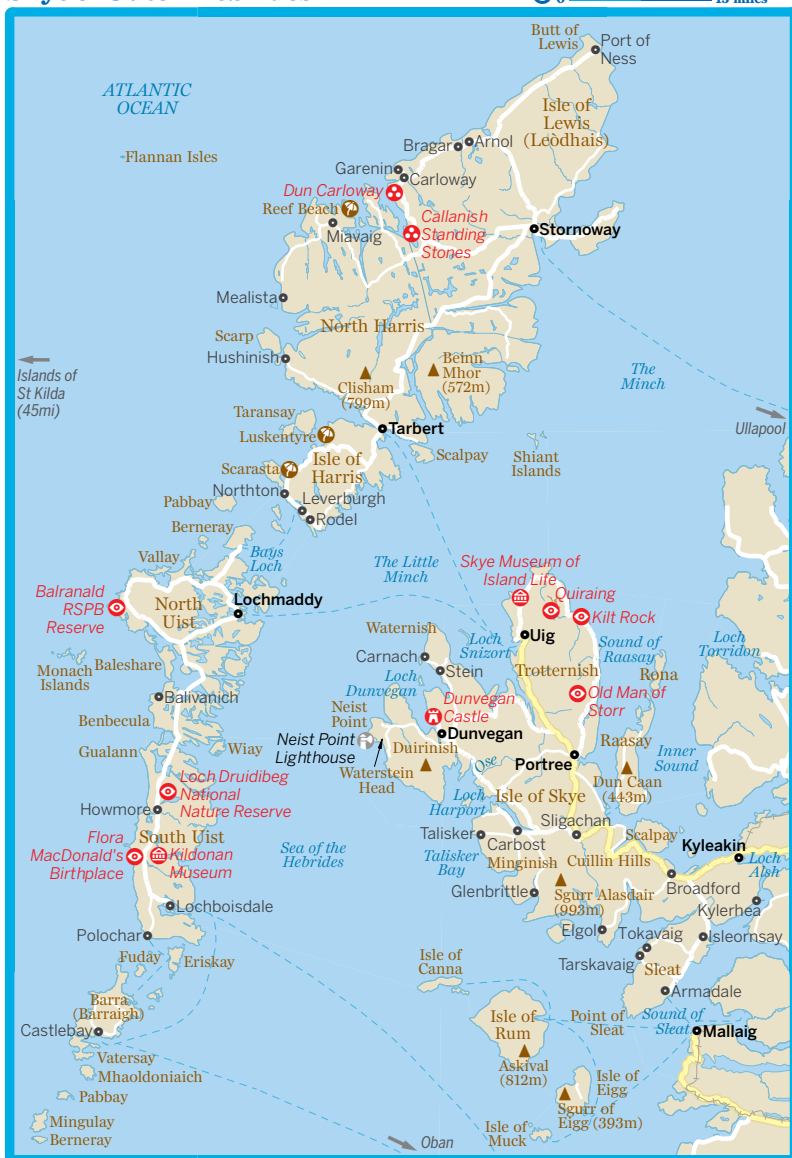 15 miles
Butt of
Lewis
Port of
Ness
ATLANTIC
OCEAN
Isle of
Lewis
(Leòdhais)
Flannan Isles
Bragar
Arnol
Garenin
Carloway
Dun Carloway
Reef Beach
Miavaig
Callanish
Standing
Stones
Stornoway
Mealista
North Harris
Scarp
Hushinish
Beinn
Mhor
(572m)
Clisham
(799m)
The
Minch
Islands of
St Kilda
(45mi)
Ullapool
Taransay
Luskentyre
Tarbert
Scalpay
Shiant
Islands
Scarasta
Isle of
Harris
Northton
Leverburgh
Rodel
Pabbay
Berneray
Vallay
Bays
Loch
The Little
Minch
Skye Museum of
Island Life
Quiraing
Kilt Rock
Balranald
RSPB
Reserve
North
Uist
Lochmaddy
Waternish
Uig
Loch
Snizort
Sound of
Raasay
Loch
Torridon
Carnach
Stein
Trotternish
Rona
Monach
Islands
Baleshare
Loch
Dunvegan
Old Man of
Storr
Balivanich
Benbecula
Neist
Point
Dunvegan
Castle
Dunvegan
Neist Point
Lighthouse
Duirinish
Raasay
Inner
Sound
Gualann
Wiay
Waterstein
Head
Ose
Portree
Dun Caan
(443m)
Loch Druidibeg
National
Nature Reserve
Isle of Skye
Loch
Harport
Howmore
Sligachan
Scalpay
Flora
MacDonald's
Birthplace
South Uist
Kildonan
Museum
Sea of the
Hebrides
Talisker
Carbost
Talisker
Bay
Minginish
Cuillin Hills
Kyleakin
Loch
Alsh
Glenbrittle
Sgurr Alasdair
(993m)
Broadford
Kylerhea
Lochboisdale
Polochar
Elgol
Tokavaig
Isleornsay
Tarskavaig
Sleat
Fuday
Eriskay
Isle of
Canna
Armadale
Barra
(Barraigh)
Castlebay
Isle of
Rum
Point of
Sleat
Sound of
Sleat
Mallaig
Vatersay
Mhaoldoniaich
Askival
(812m)
Isle of
Eigg
Pabbay
Sgurr of
Eigg (393m)
Mingulay
Berneray
Isle of
Muck
Oban